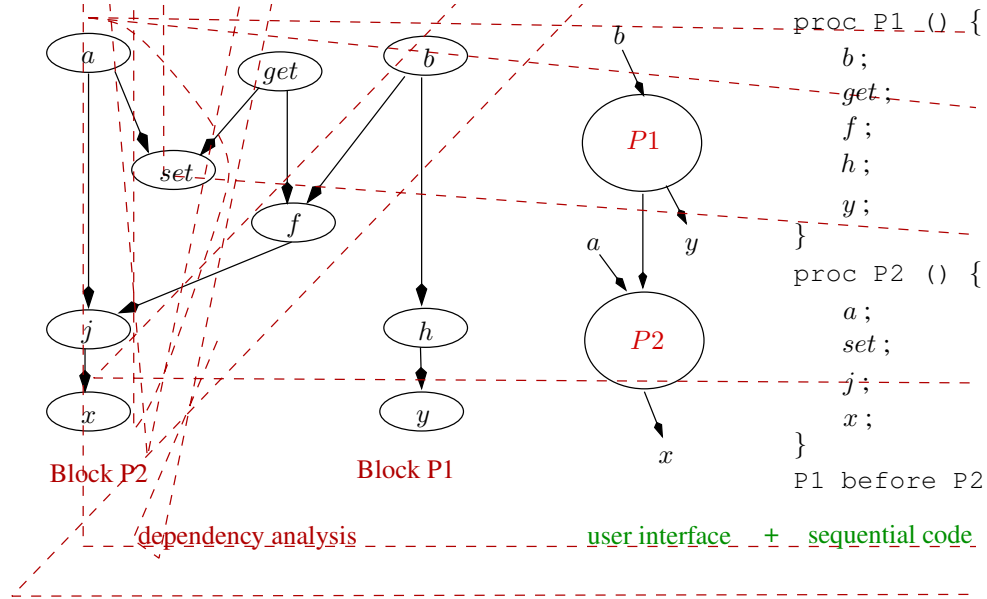 a
get
b
set
f
j
h
x
y
Block P2
Block P1
dependency analysis
b
P1
y
a
P2
x
user interface + sequential code
proc P1 () {
b ;
get ;
f ;
h ;
y ;
}
proc P2 () {
a ;
set ;
j ;
x ;
}
P1 before P2